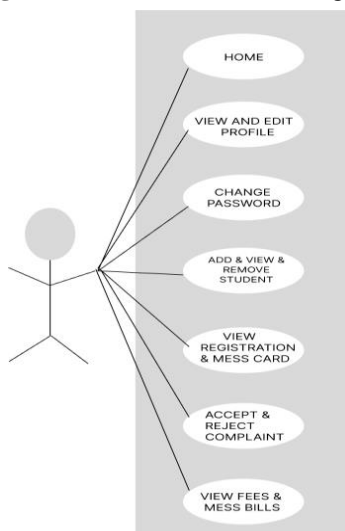 HOME
VIEW AND EDIT
PROFILE
CHANGE
PASSWORD
ADD & VIEW &
REMOVE
STUDENT
VIEW
REGISTRATION
& MESS CARD
ACCEPT &
REJECT
COMPLAINT
VIEW FEES &
MESS BILLS